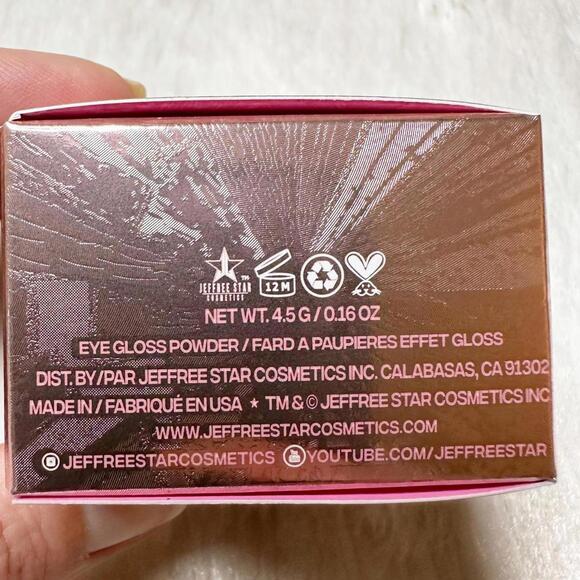 JEFFREE STAR™
COSMETICS
12 M
NET WT. 4.5 G / 0.16 OZ
EYE GLOSS POWDER / FARD A PAUPIERES EFFET GLOSS
DIST. BY/PAR JEFFREE STAR COSMETICS INC. CALABASAS, CA 91302
MADE IN / FABRIQUÉ EN USA ★ TM & © JEFFREE STAR COSMETICS INC
WWW.JEFFREESTARCOSMETICS.COM
JEFFREESTARCOSMETICS YOUTUBE.COM/JEFFREESTAR